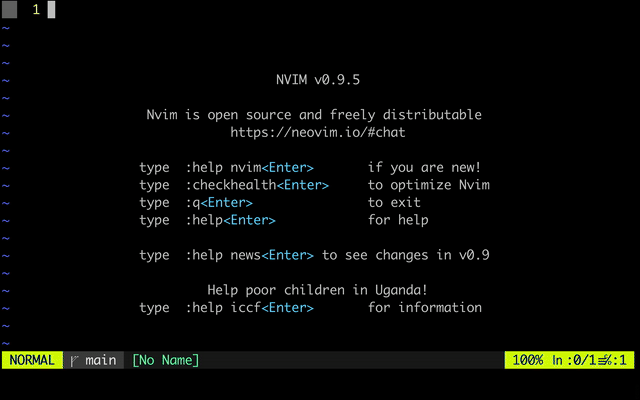 1
~
~
~
NVIM v0.9.5
~
Nvim is open source and freely distributable
https://neovim.io/#chat
~
type :help nvim<Enter> if you are new!
type :checkhealth<Enter> to optimize Nvim
type :q<Enter> to exit
type :help<Enter> for help
~
type :help news<Enter> to see changes in v0.9
~
Help poor children in Uganda!
type :help iccf<Enter> for information
~
~
NORMAL main [No Name] 100% ln :0/1≡%:1